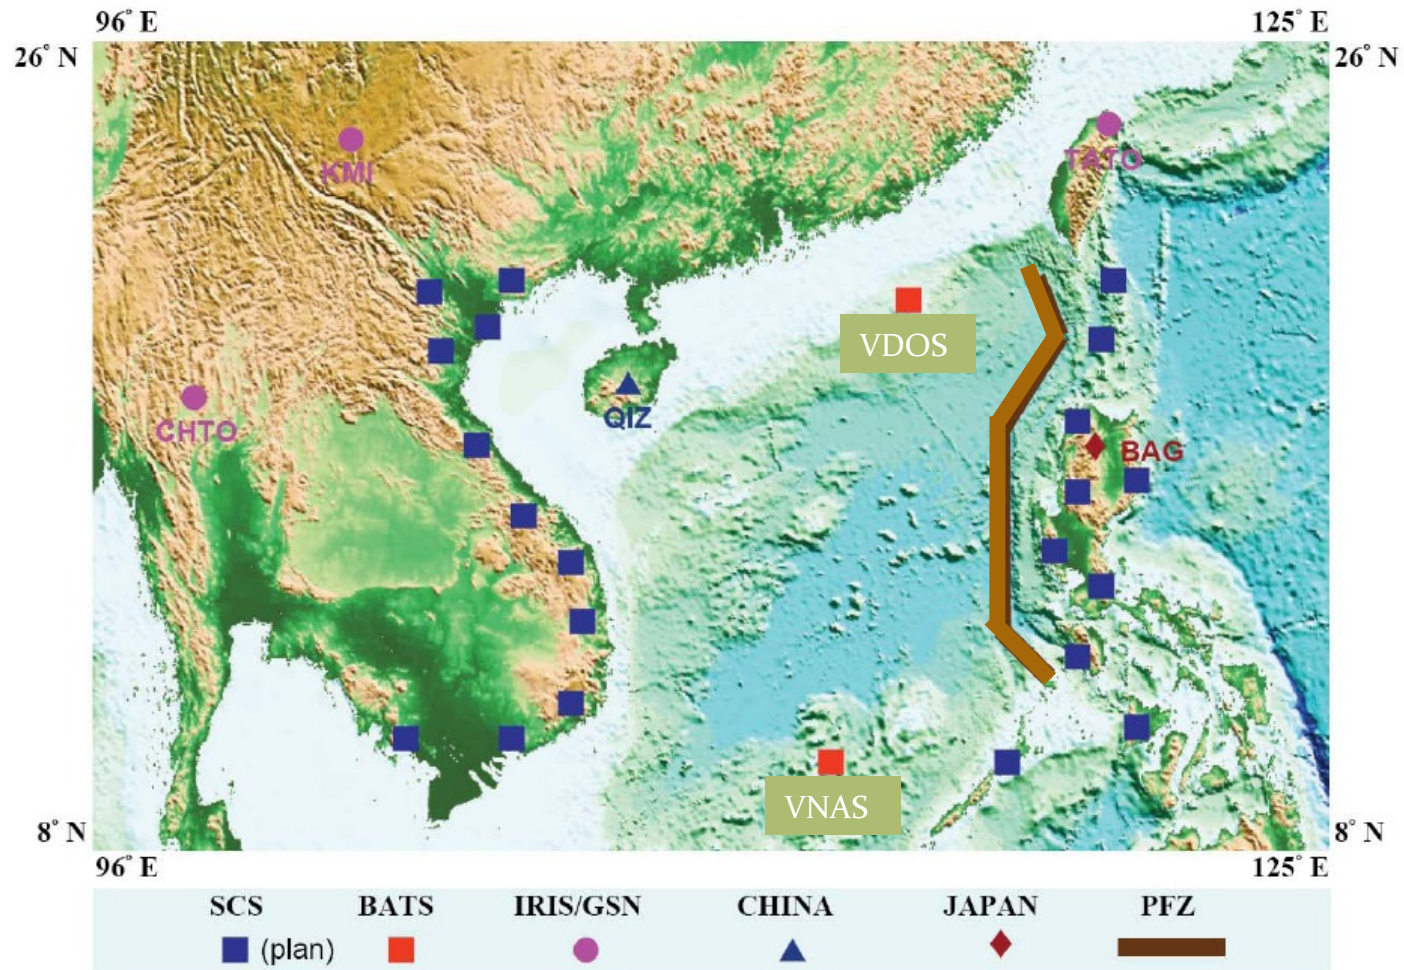 96° E 125° E
26° N 26° N
KMI
TATO
VDOS
QIZ
CHTO
BAG
VNAS
8° N 8° N
96° E 125° E
SCS BATS IRIS/GSN CHINA JAPAN PFZ
(plan)